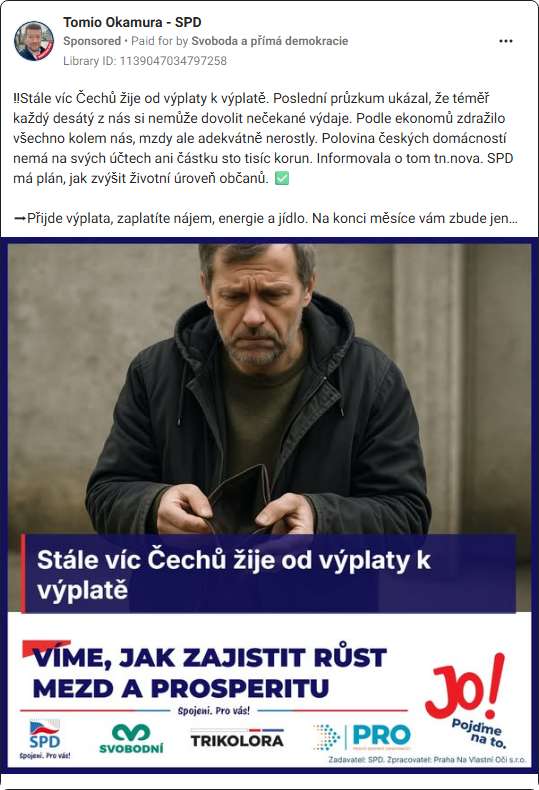 Tomio Okamura - SPD
Sponsored • Paid for by Svoboda a přímá demokracie
Library ID: 1139047034797258
‼Stále víc Čechů žije od výplaty k výplatě. Poslední průzkum ukázal, že téměř
každý desátý z nás si nemůže dovolit nečekané výdaje. Podle ekonomů zdražilo
všechno kolem nás, mzdy ale adekvátně nerostly. Polovina českých domácností
nemá na svých účtech ani částku sto tisíc korun. Informovala o tom tn.nova. SPD
má plán, jak zvýšit životní úroveň občanů. ✅
➡Přijde výplata, zaplatíte nájem, energie a jídlo. Na konci měsíce vám zbude jen…
Stále víc Čechů žije od výplaty k
výplatě
VÍME, JAK ZAJISTIT RŮST
MEZD A PROSPERITU
Spojeni. Pro vás!
Jo!
Pojďme
na to.
SPD
Spojeni. Pro vás!
SVOBODNÍ
TRIKOLORA
PRO
Zadavatel: SPD. Zpracovatel: Praha Na Vlastní Oči s.r.o.